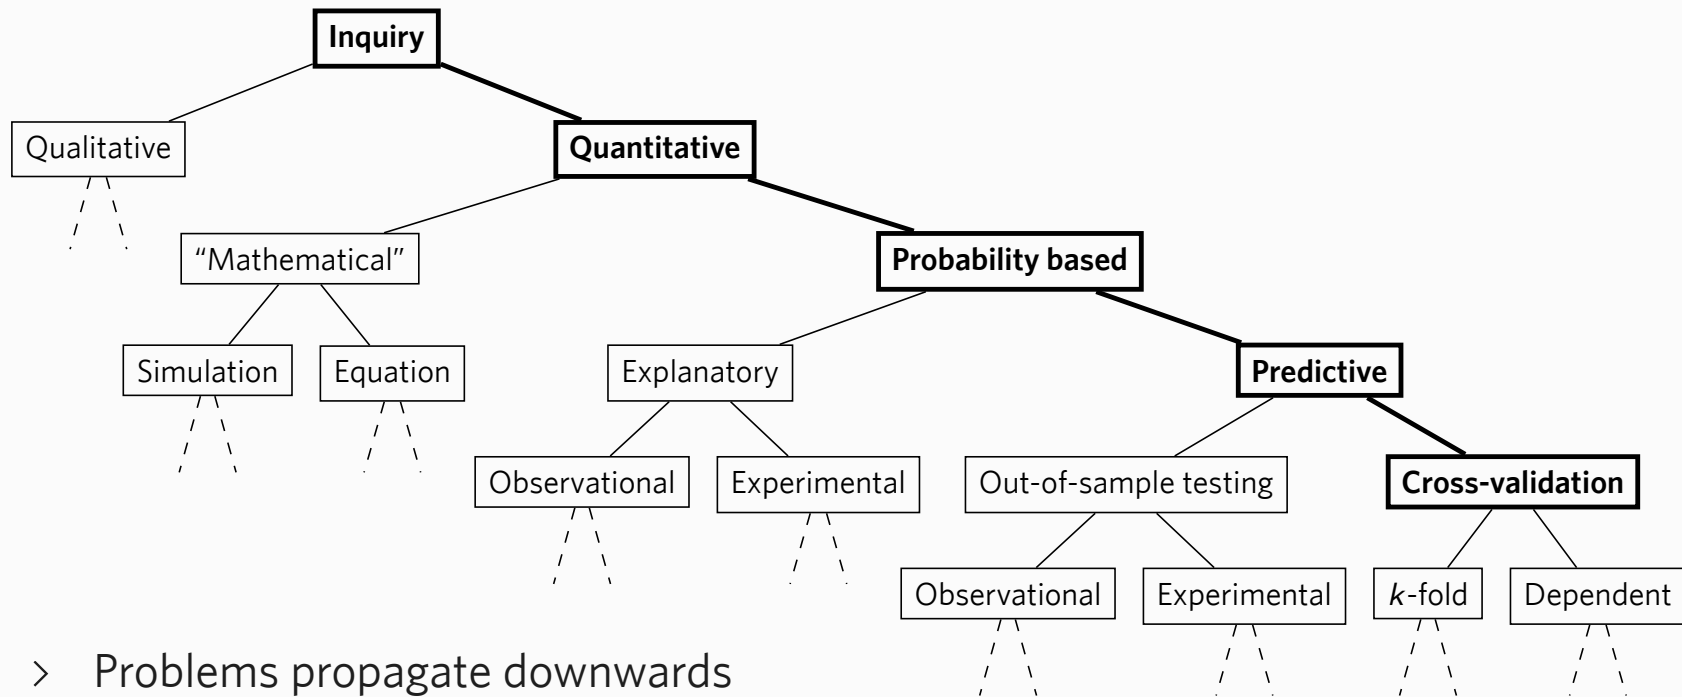 Inquiry
Qualitative
Quantitative
“Mathematical”
Probability based
Simulation
Equation
Explanatory
Predictive
Observational
Experimental
Out-of-sample testing
Cross-validation
Observational
Experimental
k-fold
Dependent
> Problems propagate downwards